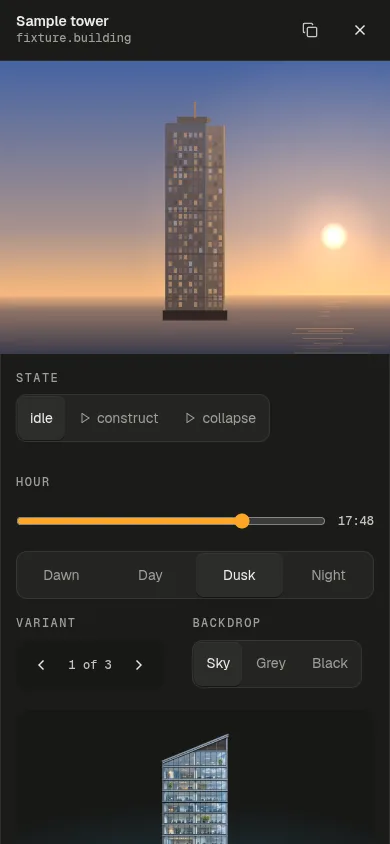 Sample tower
fixture.building
STATE
idle construct collapse
HOUR
17:48
Dawn Day Dusk Night
VARIANT BACKDROP
1 of 3 Sky Grey Black